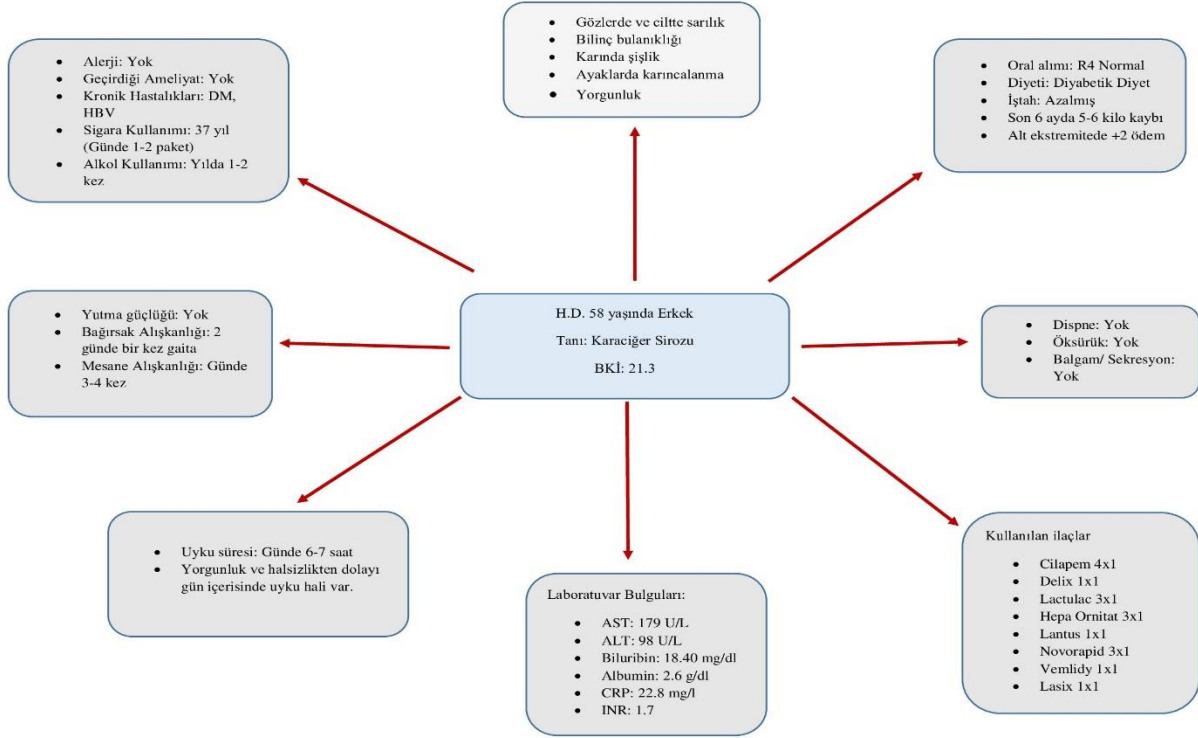 Gözlerde ve ciltte sarılık
Bilinç bulanıklığı
Karında şişlik
Ayaklarda karıncalanma
Yorgunluk
Alerji: Yok
Geçirdiği Ameliyat: Yok
Kronik Hastalıkları: DM,
HBV
Sigara Kullanımı: 37 yıl
(Günde 1-2 paket)
Alkol Kullanımı: Yılda 1-2
kez
Oral alımı: R4 Normal
Diyeti: Diyabetik Diyet
İştah: Azalmış
Son 6 ayda 5-6 kilo kaybı
Alt ekstremitede +2 ödem
Yutma güçlüğü: Yok
Bağırsak Alışkanlığı: 2
günde bir kez gaita
Mesane Alışkanlığı: Günde
3-4 kez
H.D. 58 yaşında Erkek
Tanı: Karaciğer Sirozu
BKİ: 21.3
Dispne: Yok
Öksürük: Yok
Balgam/ Sekresyon:
Yok
Uyku süresi: Günde 6-7 saat
Yorgunluk ve halsizlikten dolayı
gün içerisinde uyku hali var.
Laboratuvar Bulguları:
AST: 179 U/L
ALT: 98 U/L
Biluribin: 18.40 mg/dl
Albumin: 2.6 g/dl
CRP: 22.8 mg/l
INR: 1.7
Kullanılan ilaçlar
Cilapem 4x1
Delix 1x1
Lactulac 3x1
Hepa Ornitat 3x1
Lantus 1x1
Novorapid 3x1
Vemlidy 1x1
Lasix 1x1